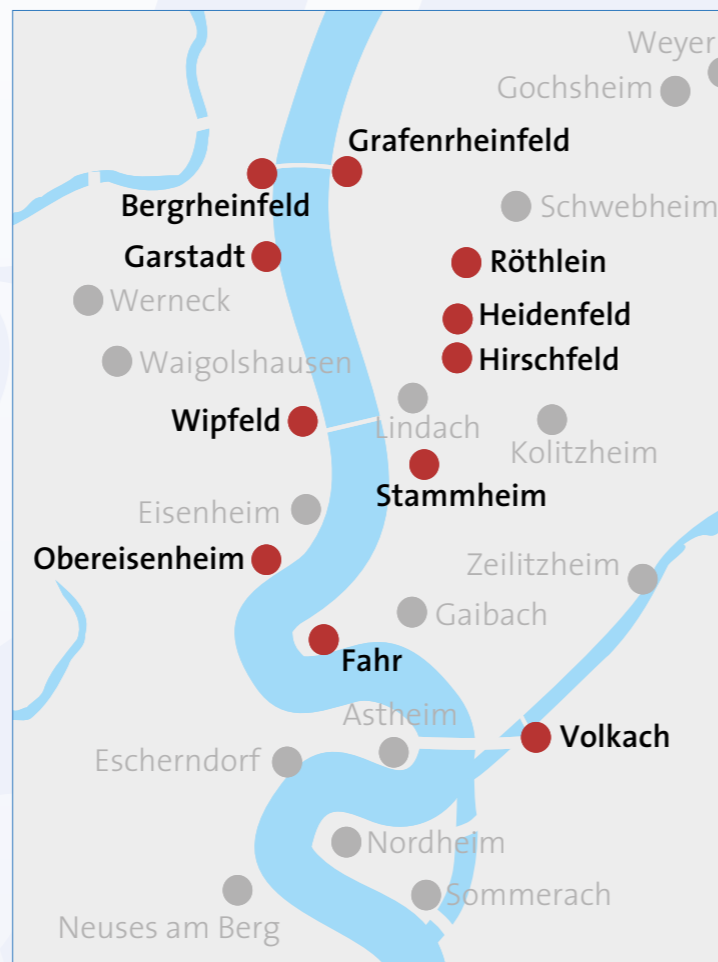 Weyer
Gochsheim
Grafenrheinfeld
Bergrheinfeld
Schwebheim
Garstadt
Röthlein
Werneck
Heidenfeld
Waigolshausen
Hirschfeld
Wipfeld
Lindach
Kolitzheim
Stammheim
Eisenheim
Obereisenheim
Zeilitzheim
Gaibach
Fahr
Astheim
Volkach
Escherndorf
Nordheim
Sommerach
Neuses am Berg